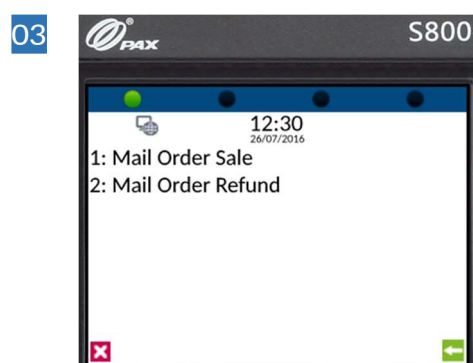 03
PAX® S800
12:30
26/07/2016
1: Mail Order Sale
2: Mail Order Refund